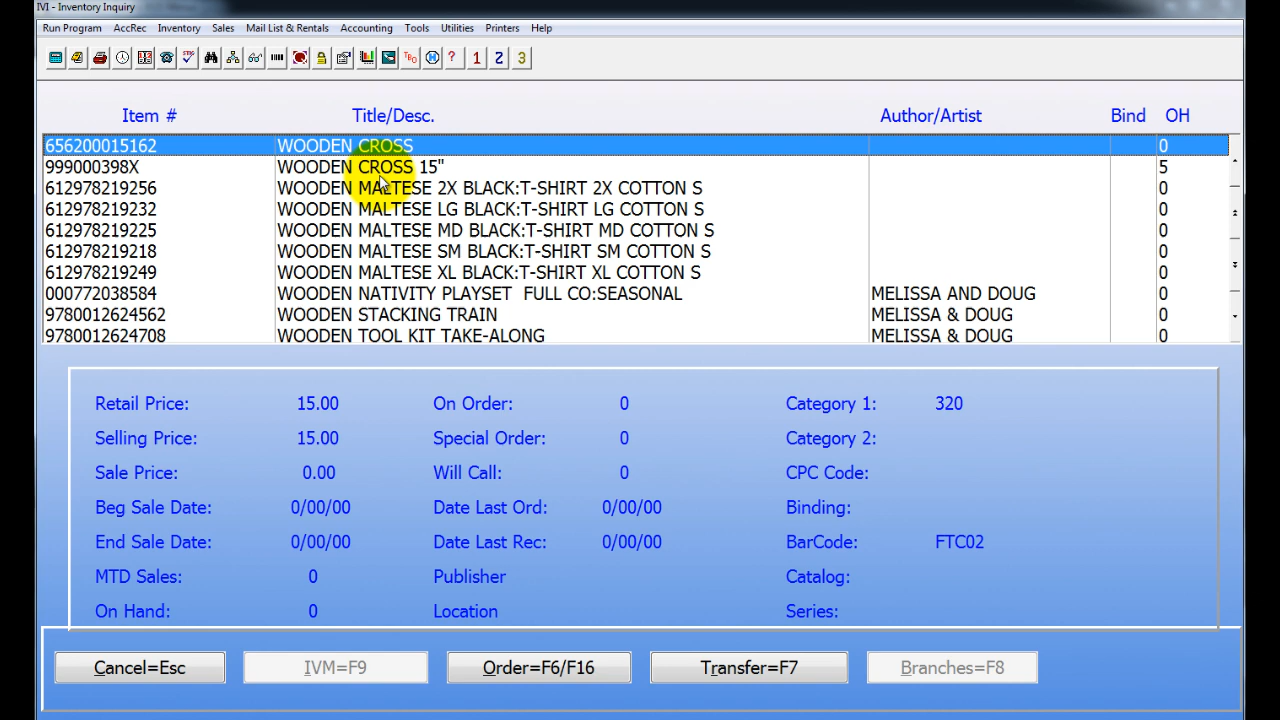 IVI - Inventory Inquiry
Run Program AccRec Inventory Sales Mail List & Rentals Accounting Tools Utilities Printers Help
? 1 2 3
Item # Title/Desc. Author/Artist Bind OH
656200015162 WOODEN CROSS 0
999000398X WOODEN CROSS 15" 5
612978219256 WOODEN MALTESE 2X BLACK:T-SHIRT 2X COTTON S 0
612978219232 WOODEN MALTESE LG BLACK:T-SHIRT LG COTTON S 0
612978219225 WOODEN MALTESE MD BLACK:T-SHIRT MD COTTON S 0
612978219218 WOODEN MALTESE SM BLACK:T-SHIRT SM COTTON S 0
612978219249 WOODEN MALTESE XL BLACK:T-SHIRT XL COTTON S 0
000772038584 WOODEN NATIVITY PLAYSET FULL CO:SEASONAL MELISSA AND DOUG 0
9780012624562 WOODEN STACKING TRAIN MELISSA & DOUG 0
9780012624708 WOODEN TOOL KIT TAKE-ALONG MELISSA & DOUG 0
Retail Price: 15.00 On Order: 0 Category 1: 320
Selling Price: 15.00 Special Order: 0 Category 2:
Sale Price: 0.00 Will Call: 0 CPC Code:
Beg Sale Date: 0/00/00 Date Last Ord: 0/00/00 Binding:
End Sale Date: 0/00/00 Date Last Rec: 0/00/00 BarCode: FTC02
MTD Sales: 0 Publisher Catalog:
On Hand: 0 Location Series:
Cancel=Esc IVM=F9 Order=F6/F16 Transfer=F7 Branches=F8